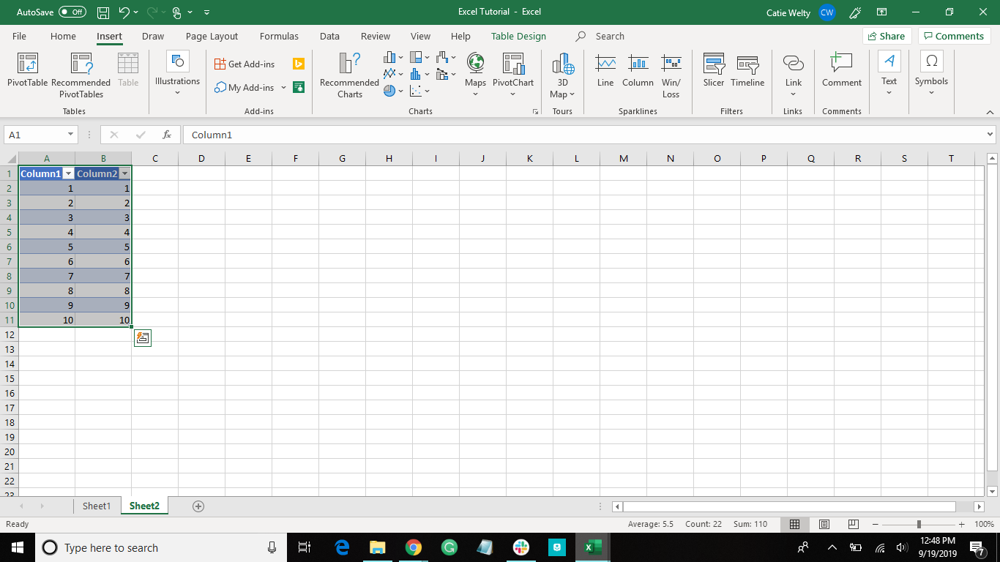 AutoSave Off Excel Tutorial - Excel Catie Welty CW
File Home Insert Draw Page Layout Formulas Data Review View Help Table Design Search Share Comments
PivotTable Recommended PivotTables Table
Tables
Illustrations
Get Add-ins
My Add-ins
Add-ins
Recommended Charts
Maps PivotChart
Charts
3D Map
Tours
Line Column Win/Loss
Sparklines
Slicer Timeline
Filters
Link
Links
Comment
Comments
Text
Symbols
A1 fx Column1
A B C D E F G H I J K L M N O P Q R S T
1 Column1 Column2
2 1 1
3 2 2
4 3 3
5 4 4
6 5 5
7 6 6
8 7 7
9 8 8
10 9 9
11 10 10
12
13
14
15
16
17
18
19
20
21
22
23
Sheet1 Sheet2
Ready Average: 5.5 Count: 22 Sum: 110 100%
Type here to search
12:48 PM
9/19/2019
7